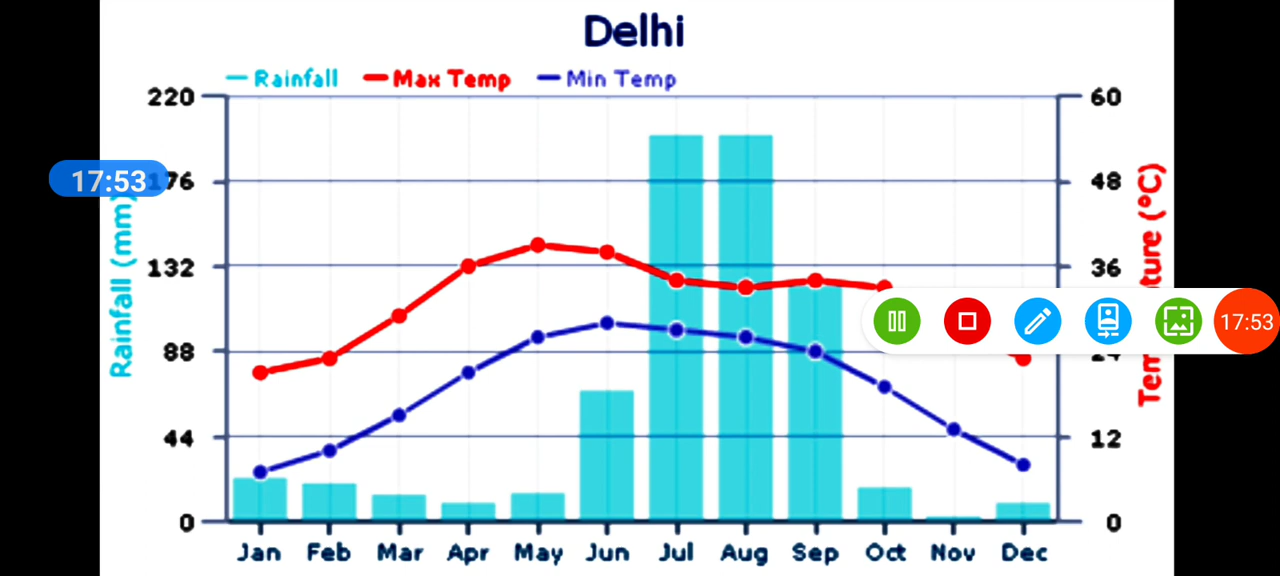 Delhi
Rainfall Max Temp Min Temp
220 60
17:53 76 48
132 36
17:53
88 24
44 12
0 0
Rainfall (mm)
Jan Feb Mar Apr May Jun Jul Aug Sep Oct Nov Dec